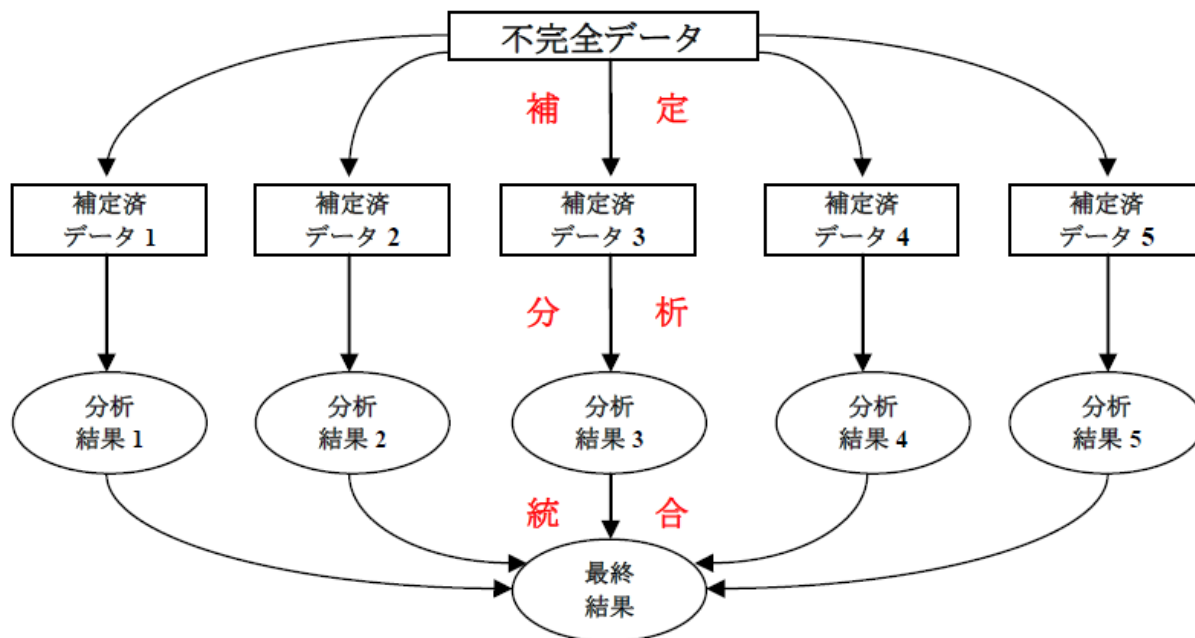 不完全データ
補 定
補定済
データ 1
補定済
データ 2
補定済
データ 3
補定済
データ 4
補定済
データ 5
分 析
分析
結果 1
分析
結果 2
分析
結果 3
分析
結果 4
分析
結果 5
統 合
最終
結果